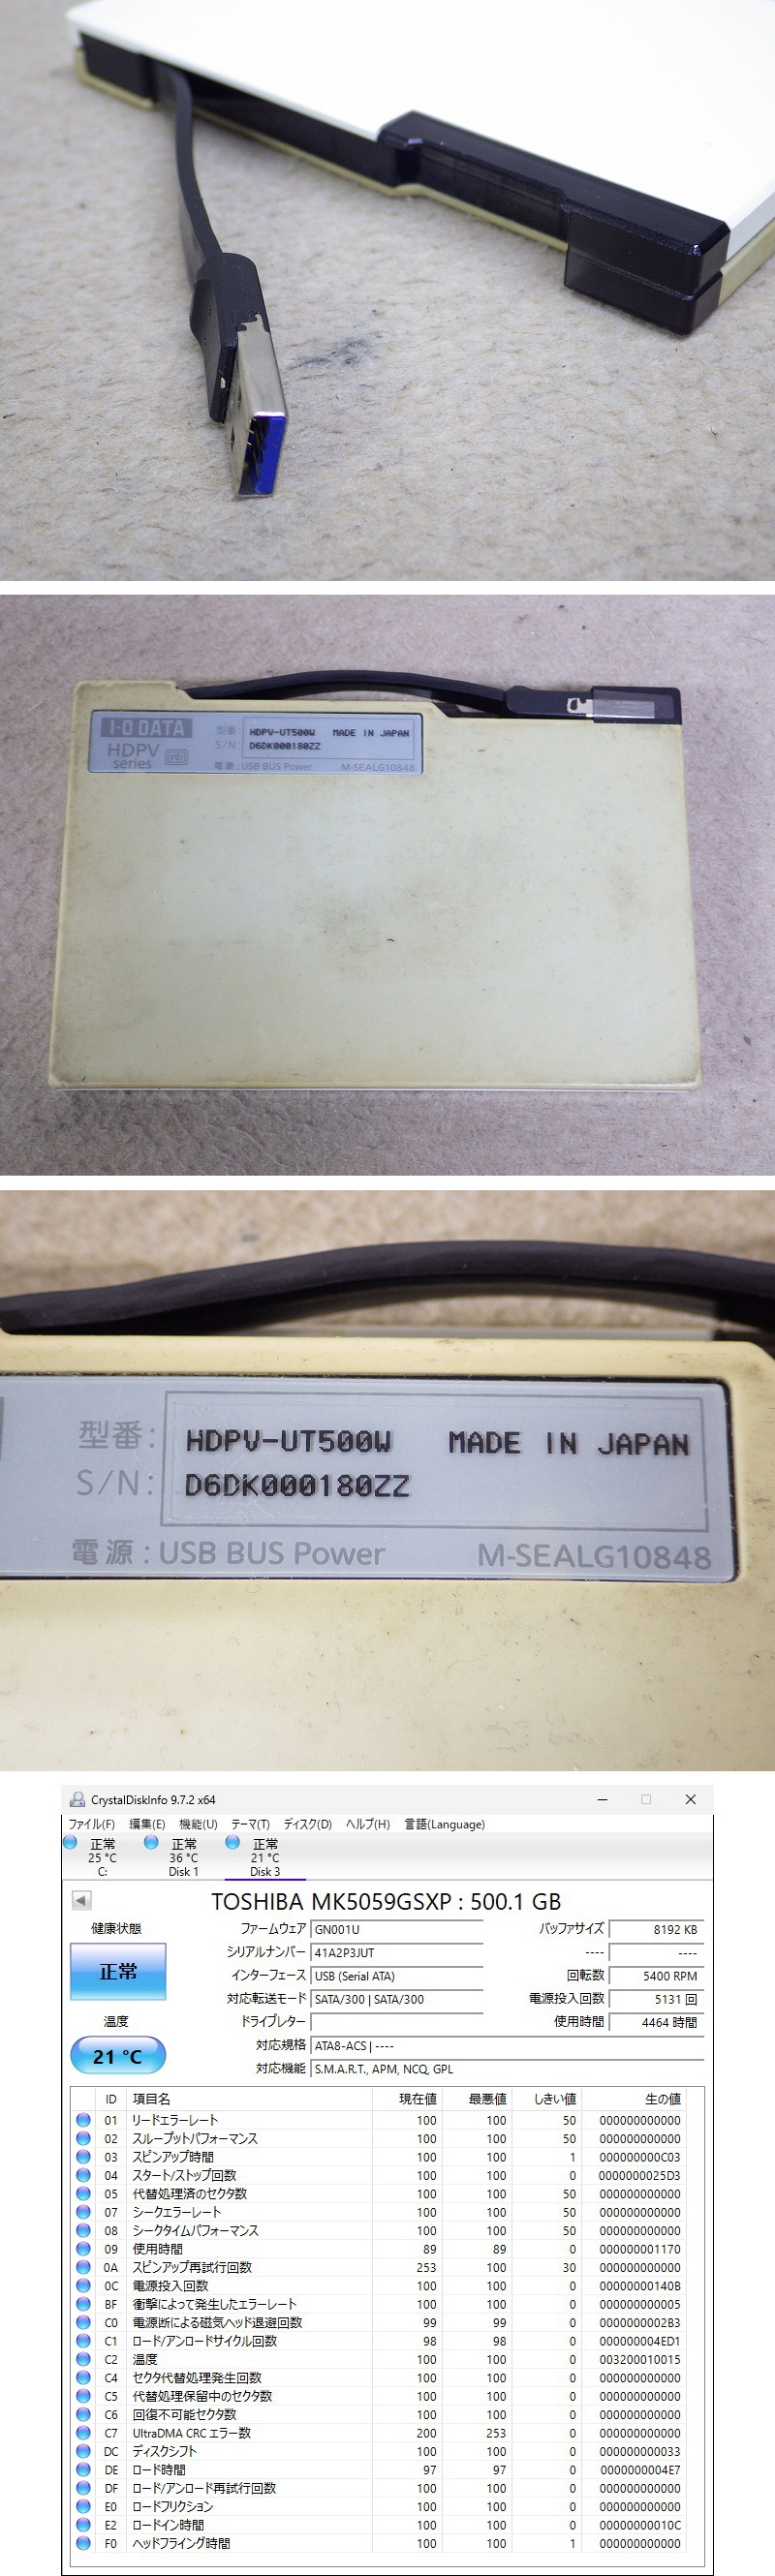 I-O DATA
HDPV
series
型番: HDPV-UT500W MADE IN JAPAN
S/N: D6DK000180ZZ
電源: USB BUS Power M-SEALG10848
型番: HDPV-UT500W MADE IN JAPAN
S/N: D6DK000180ZZ
電源: USB BUS Power M-SEALG10848
CrystalDiskInfo 9.7.2 x64
ファイル(F) 編集(E) 機能(U) テーマ(T) ディスク(D) ヘルプ(H) 言語(Language)
正常 正常 正常
25 °C 36 °C 21 °C
C: Disk 1 Disk 3
TOSHIBA MK5059GSXP : 500.1 GB
健康状態 ファームウェア GN001U バッファサイズ 8192 KB
正常 シリアルナンバー 41A2P3JUT ---- ----
インターフェース USB (Serial ATA) 回転数 5400 RPM
対応転送モード SATA/300 | SATA/300 電源投入回数 5131 回
温度 ドライブレター 使用時間 4464 時間
21 °C 対応規格 ATA8-ACS | ----
対応機能 S.M.A.R.T., APM, NCQ, GPL
ID 項目名 現在値 最悪値 しきい値 生の値
01 リードエラーレート 100 100 50 000000000000
02 スループットパフォーマンス 100 100 50 000000000000
03 スピンアップ時間 100 100 1 000000000C03
04 スタート/ストップ回数 100 100 0 0000000025D3
05 代替処理済のセクタ数 100 100 50 000000000000
07 シークエラーレート 100 100 50 000000000000
08 シークタイムパフォーマンス 100 100 50 000000000000
09 使用時間 89 89 0 000000001170
0A スピンアップ再試行回数 253 100 30 000000000000
0C 電源投入回数 100 100 0 00000000140B
BF 衝撃によって発生したエラーレート 100 100 0 000000000005
C0 電源断による磁気ヘッド退避回数 99 99 0 0000000002B3
C1 ロード/アンロードサイクル回数 98 98 0 000000004ED1
C2 温度 100 100 0 003200010015
C4 セクタ代替処理発生回数 100 100 0 000000000000
C5 代替処理保留中のセクタ数 100 100 0 000000000000
C6 回復不可能セクタ数 100 100 0 000000000000
C7 UltraDMA CRC エラー数 200 253 0 000000000000
DC ディスクシフト 100 100 0 000000000033
DE ロード時間 97 97 0 0000000004E7
DF ロード/アンロード再試行回数 100 100 0 000000000000
E0 ロードフリクション 100 100 0 000000000000
E2 ロードイン時間 100 100 0 00000000010C
F0 ヘッドフライング時間 100 100 1 000000000000